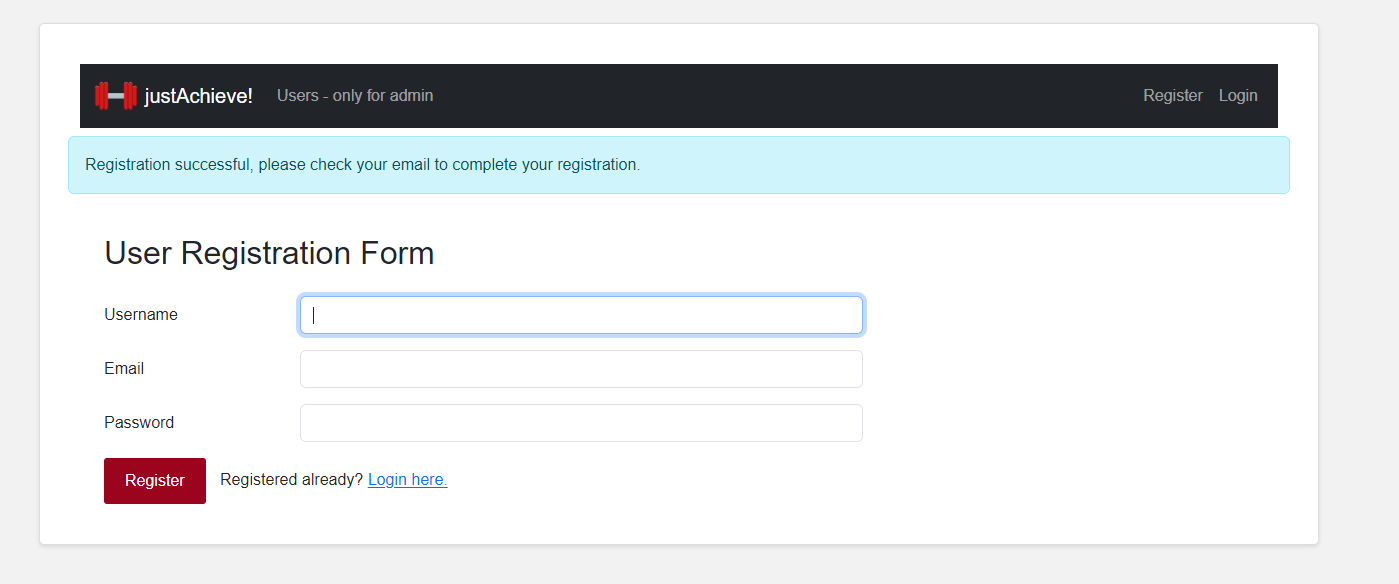 justAchieve! Users - only for admin Register Login
Registration successful, please check your email to complete your registration.
User Registration Form
Username
Email
Password
Register Registered already? Login here.